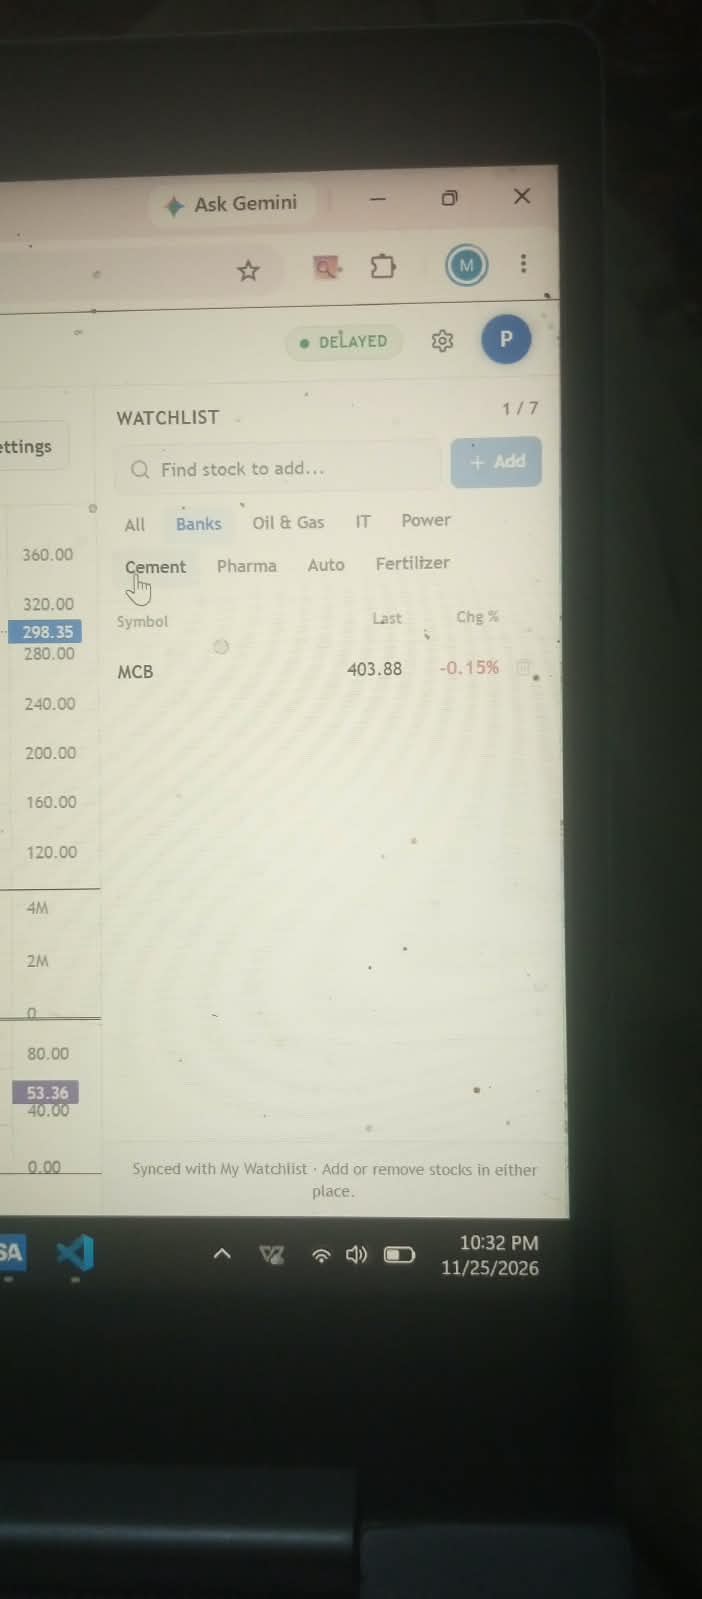 Ask Gemini
M
DELAYED
P
ettings
WATCHLIST 1 / 7
Find stock to add...
+ Add
All Banks Oil & Gas IT Power
Cement Pharma Auto Fertilizer
Symbol Last Chg %
MCB 403.88 -0.15%
360.00
320.00
298.35
280.00
240.00
200.00
160.00
120.00
4M
2M
0
80.00
53.36
40.00
0.00
Synced with My Watchlist · Add or remove stocks in either
place.
SA
10:32 PM
11/25/2026